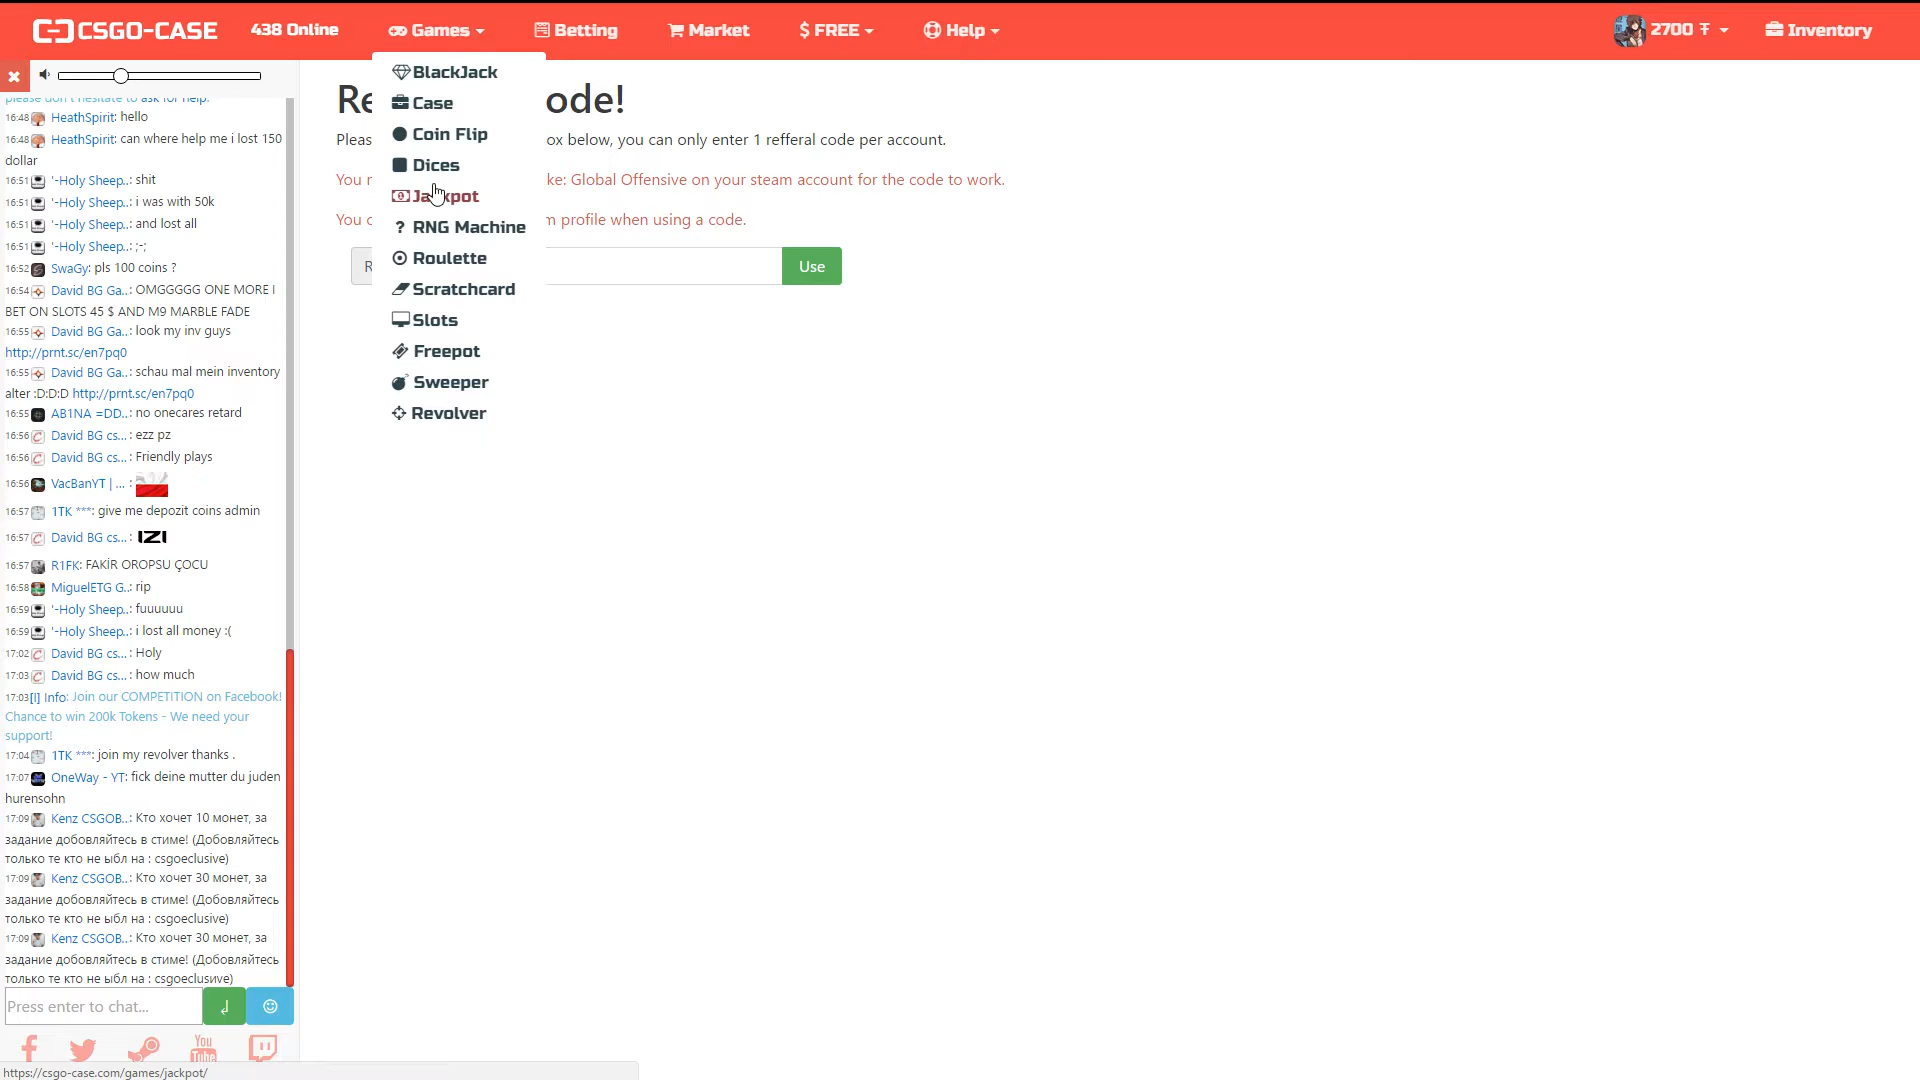 CSGO-CASE
438 Online
Games
Betting
Market
$ FREE
Help
2700 Ŧ
Inventory
please don't hesitate to ask for help.
16:48 HeathSpirit: hello
16:48 HeathSpirit: can where help me i lost 150
dollar
16:51 '-Holy Sheep..: shit
16:51 '-Holy Sheep..: i was with 50k
16:51 '-Holy Sheep..: and lost all
16:51 '-Holy Sheep..: ;-;
16:52 SwaGy: pls 100 coins ?
16:54 David BG Ga..: OMGGGGG ONE MORE I
BET ON SLOTS 45 $ AND M9 MARBLE FADE
16:55 David BG Ga..: look my inv guys
http://prnt.sc/en7pq0
16:55 David BG Ga..: schau mal mein inventory
alter :D:D:D http://prnt.sc/en7pq0
16:55 AB1NA =DD..: no onecares retard
16:56 David BG cs...: ezz pz
16:56 David BG cs...: Friendly plays
16:56 VacBanYT | ... :
16:57 1TK ***: give me depozit coins admin
16:57 David BG cs...: IZI
16:57 R1FK: FAKİR OROPSU ÇOCU
16:58 MiguelETG G..: rip
16:59 '-Holy Sheep..: fuuuuuu
16:59 '-Holy Sheep..: i lost all money :(
17:02 David BG cs...: Holy
17:03 David BG cs...: how much
17:03 [I] Info: Join our COMPETITION on Facebook!
Chance to win 200k Tokens - We need your
support!
17:04 1TK ***: join my revolver thanks .
17:07 OneWay - YT: fick deine mutter du juden
hurensohn
17:09 Kenz CSGOB..: Кто хочет 10 монет, за
задание добовляйтесь в стиме! (Добовляйтесь
только те кто не ыбл на : csgoeclusive)
17:09 Kenz CSGOB..: Кто хочет 30 монет, за
задание добовляйтесь в стиме! (Добовляйтесь
только те кто не ыбл на : csgoeclusive)
17:09 Kenz CSGOB..: Кто хочет 30 монет, за
задание добовляйтесь в стиме! (Добовляйтесь
только те кто не ыбл на : csgoeclusиve)
Press enter to chat...
You
Tube
https://csgo-case.com/games/jackpot/
BlackJack
Case
Coin Flip
Dices
Jackpot
? RNG Machine
Roulette
Scratchcard
Slots
Freepot
Sweeper
Revolver
Re ode!
Pleas ox below, you can only enter 1 refferal code per account.
You ke: Global Offensive on your steam account for the code to work.
You profile when using a code.
R Use